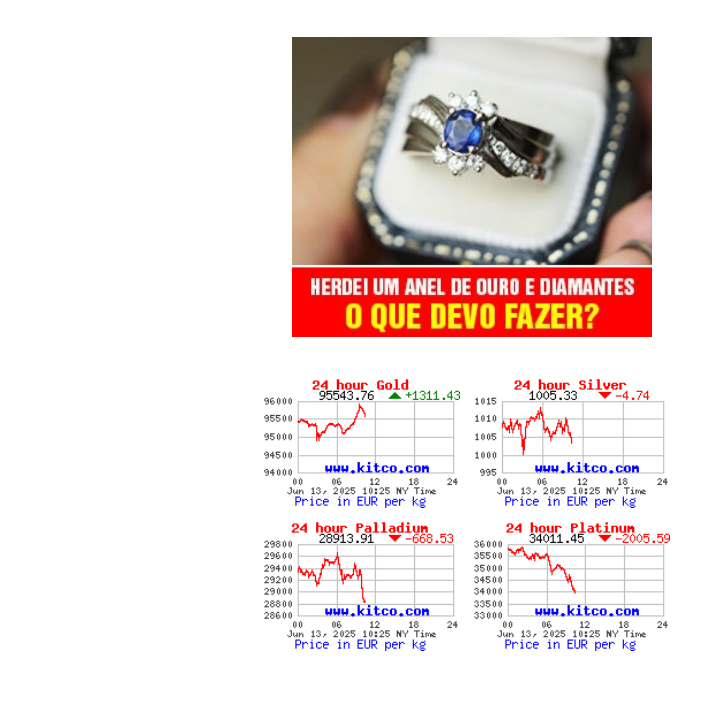 HERDEI UM ANEL DE OURO E DIAMANTES
O QUE DEVO FAZER?
24 hour Gold
95543.76 +1311.43
96000
95500
95000
94500
94000
www.kitco.com
00 06 12 18 24
Jun 13, 2025 10:25 NY Time
Price in EUR per kg
24 hour Silver
1005.33 -4.74
1015
1010
1005
1000
995
www.kitco.com
00 06 12 18 24
Jun 13, 2025 10:25 NY Time
Price in EUR per kg
24 hour Palladium
28913.91 -668.53
29800
29600
29400
29200
29000
28800
28600
www.kitco.com
00 06 12 18 24
Jun 13, 2025 10:25 NY Time
Price in EUR per kg
24 hour Platinum
34011.45 -2005.59
36000
35500
35000
34500
34000
33500
33000
www.kitco.com
00 06 12 18 24
Jun 13, 2025 10:25 NY Time
Price in EUR per kg